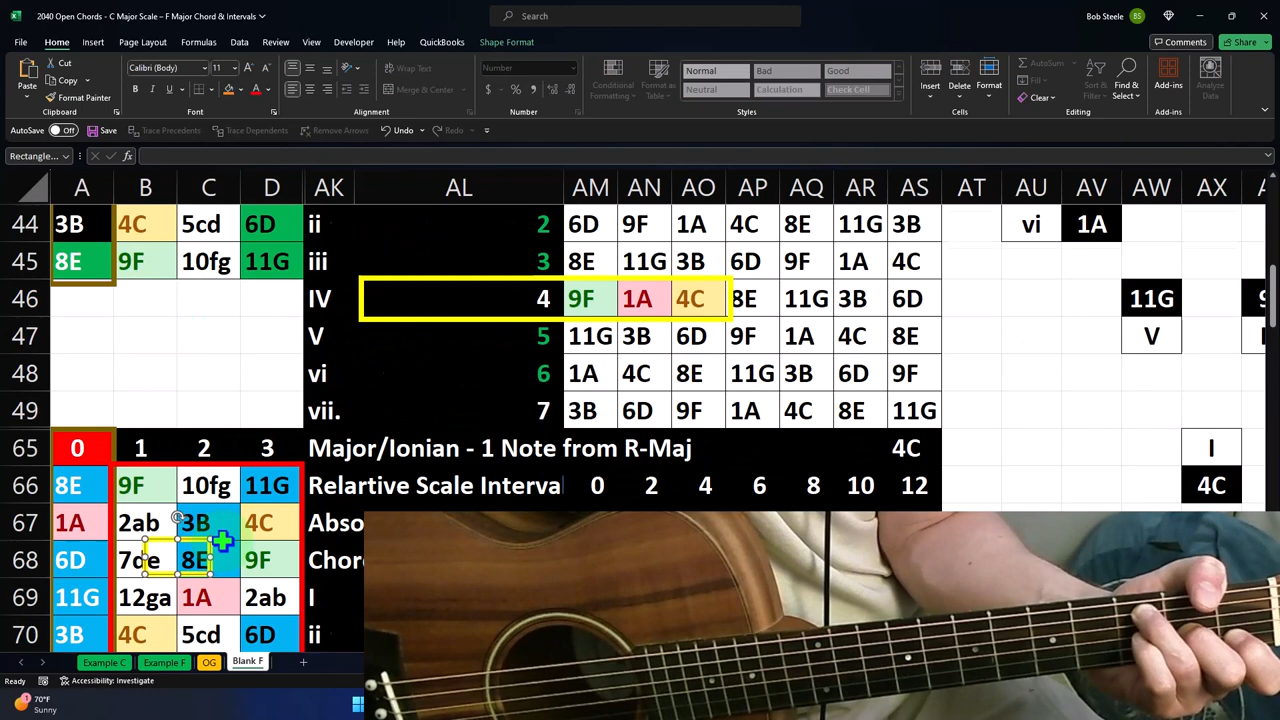 2040 Open Chords - C Major Scale – F Major Chord & Intervals
Search
Bob Steele BS
File Home Insert Page Layout Formulas Data Review View Developer Automate Help QuickBooks Shape Format
Comments Share
Cut
Copy
Format Painter
Paste
Calibri (Body) 11
Wrap Text
Merge & Center
Number
Conditional Formatting
Format as Table
Normal Bad Good
Neutral Calculation Check Cell
Insert Delete Format
AutoSum
Fill
Clear
Sort & Filter
Find & Select
Add-ins
Analyze Data
Clipboard Font Alignment Number Styles Cells Editing Add-ins
AutoSave Off Save Trace Precedents Trace Dependents Remove Arrows Undo Redo
Rectangle... fx
A B C D AK AL AM AN AO AP AQ AR AS AT AU AV AW AX
44 3B 4C 5cd 6D ii 2 6D 9F 1A 4C 8E 11G 3B vi 1A
45 8E 9F 10fg 11G iii 3 8E 11G 3B 6D 9F 1A 4C
46 IV 4 9F 1A 4C 8E 11G 3B 6D 11G 9
47 V 5 11G 3B 6D 9F 1A 4C 8E V
48 vi 6 1A 4C 8E 11G 3B 6D 9F
49 vii. 7 3B 6D 9F 1A 4C 8E 11G
65 0 1 2 3 Major/Ionian - 1 Note from R-Maj 4C I
66 8E 9F 10fg 11G Relartive Scale Interva 0 2 4 6 8 10 12 4C
67 1A 2ab 3B 4C Abso
68 6D 7de 8E 9F Chor
69 11G 12ga 1A 2ab I
70 3B 4C 5cd 6D ii
Example C Example F OG Blank F
Ready Accessibility: Investigate
1 70°F
Sunny